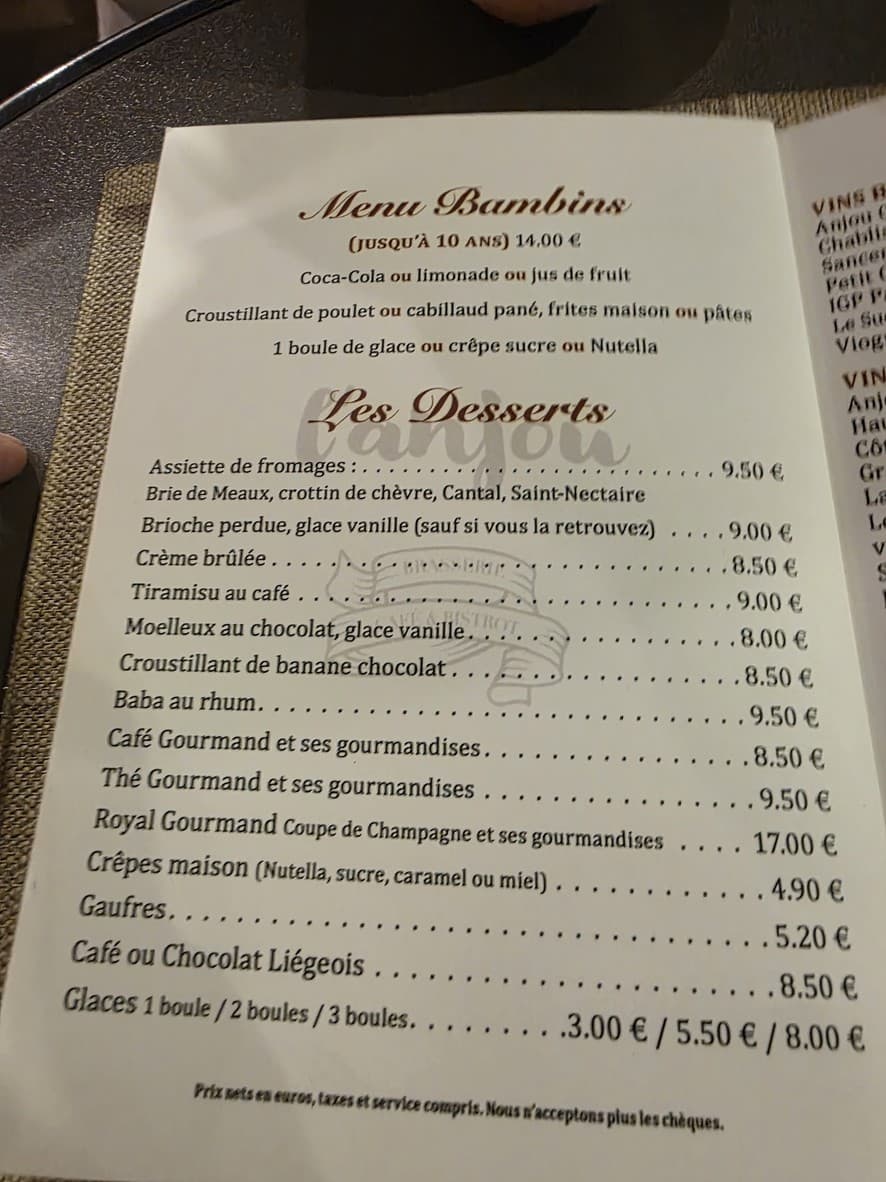 Menu Bambins
(JUSQU'À 10 ANS) 14,00 €
Coca-Cola ou limonade ou jus de fruit
Croustillant de poulet ou cabillaud pané, frites maison ou pâtes
1 boule de glace ou crêpe sucre ou Nutella
l'anjou
Les Desserts
Assiette de fromages : . . . . . . . . . . . . . . . . . . . . . . . . . . . 9.50 €
Brie de Meaux, crottin de chèvre, Cantal, Saint-Nectaire
Brioche perdue, glace vanille (sauf si vous la retrouvez) . . . . 9.00 €
BRASSERIE
Crème brûlée . . . . . . . . . . . . . . . . . . . . . . . . . . . . . . 8.50 €
Tiramisu au café . . . . . . . . . . . . . . . . . . . . . . . . . . . . 9.00 €
CAFÉ & BISTROT
Moelleux au chocolat, glace vanille. . . . . . . . . . . . . . . . . 8.00 €
Croustillant de banane chocolat . . . . . . . . . . . . . . . . . . 8.50 €
Baba au rhum. . . . . . . . . . . . . . . . . . . . . . . . . . . . . 9.50 €
Café Gourmand et ses gourmandises. . . . . . . . . . . . . . . . 8.50 €
Thé Gourmand et ses gourmandises . . . . . . . . . . . . . . . . 9.50 €
Royal Gourmand Coupe de Champagne et ses gourmandises . . . . 17.00 €
Crêpes maison (Nutella, sucre, caramel ou miel) . . . . . . . . . . . . . 4.90 €
Gaufres. . . . . . . . . . . . . . . . . . . . . . . . . . . . . . . . . . 5.20 €
Café ou Chocolat Liégeois . . . . . . . . . . . . . . . . . . . . . . . 8.50 €
Glaces 1 boule / 2 boules / 3 boules. . . . . . . . . .3.00 € / 5.50 € / 8.00 €
Prix nets en euros, taxes et service compris. Nous n'acceptons plus les chèques.
VINS
Anjou
Petit
IGP
Le
VIN